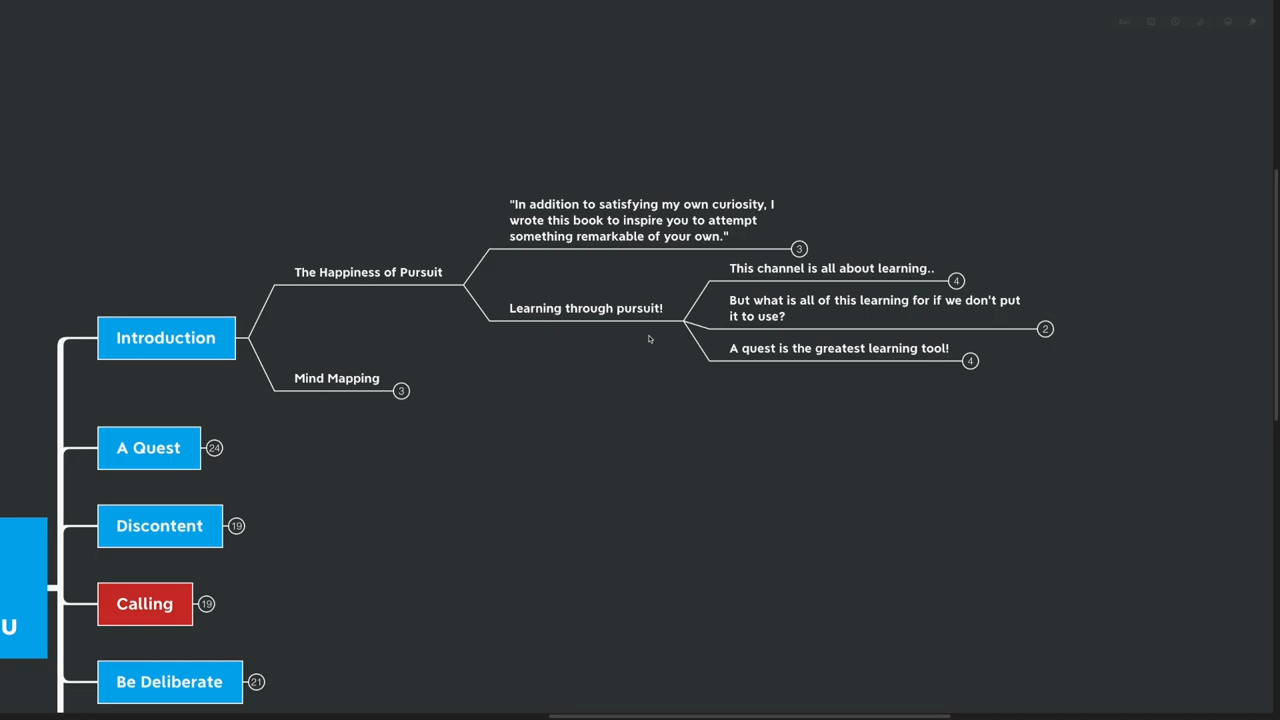 "In addition to satisfying my own curiosity, I
wrote this book to inspire you to attempt
something remarkable of your own."
3
The Happiness of Pursuit
This channel is all about learning..
4
But what is all of this learning for if we don't put
it to use?
2
Learning through pursuit!
A quest is the greatest learning tool!
4
Introduction
Mind Mapping
3
A Quest
24
Discontent
19
Calling
19
U
Be Deliberate
21